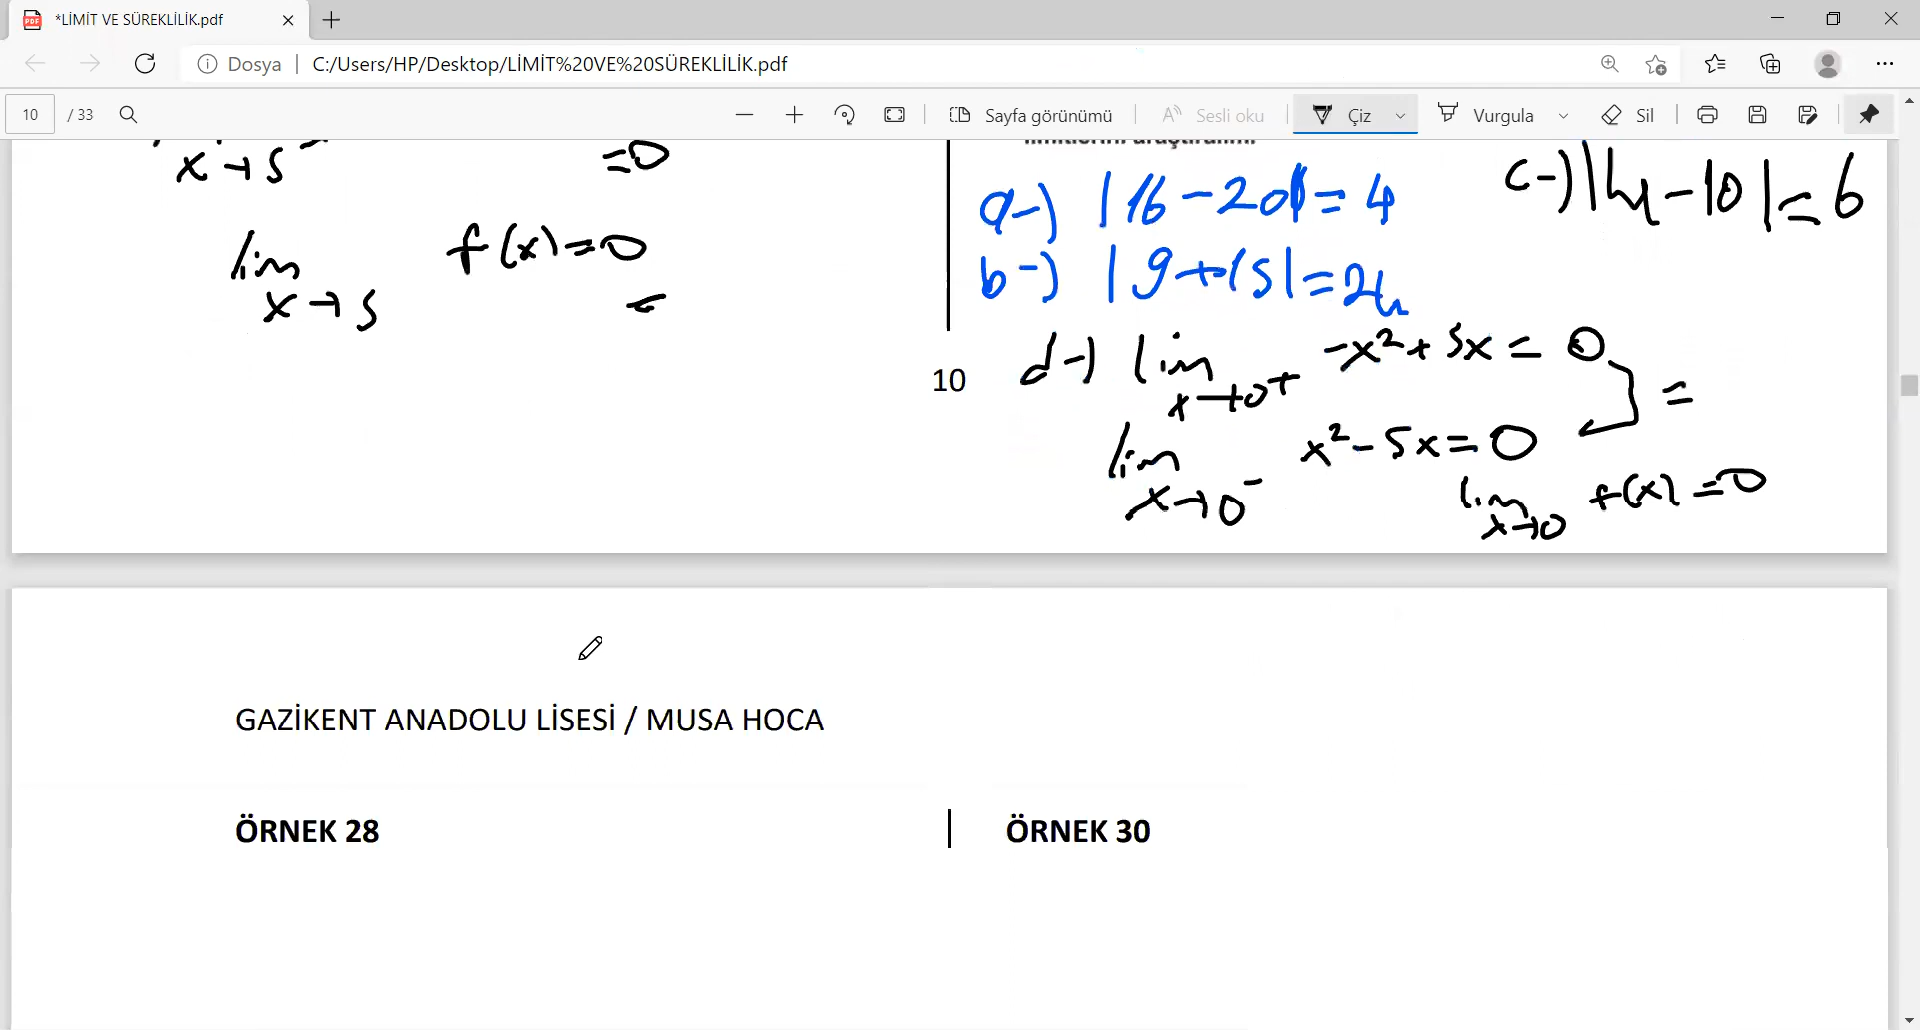 *LİMİT VE SÜREKLİLİK.pdf
Dosya | C:/Users/HP/Desktop/LİMİT%20VE%20SÜREKLİLİK.pdf
10 / 33 Sayfa görünümü Sesli oku Çiz Vurgula Sil
x→5⁻ =0
lim f(x)=0
x→5 =
limitlerini araştıralım.
a-) |16-20|=4
c-) |4-10|=6
b-) |9+15|=24
d-) lim -x²+5x=0
x→0⁺
=
lim x²-5x=0
x→0⁻
lim f(x)=0
x→0
10
GAZİKENT ANADOLU LİSESİ / MUSA HOCA
ÖRNEK 28
ÖRNEK 30